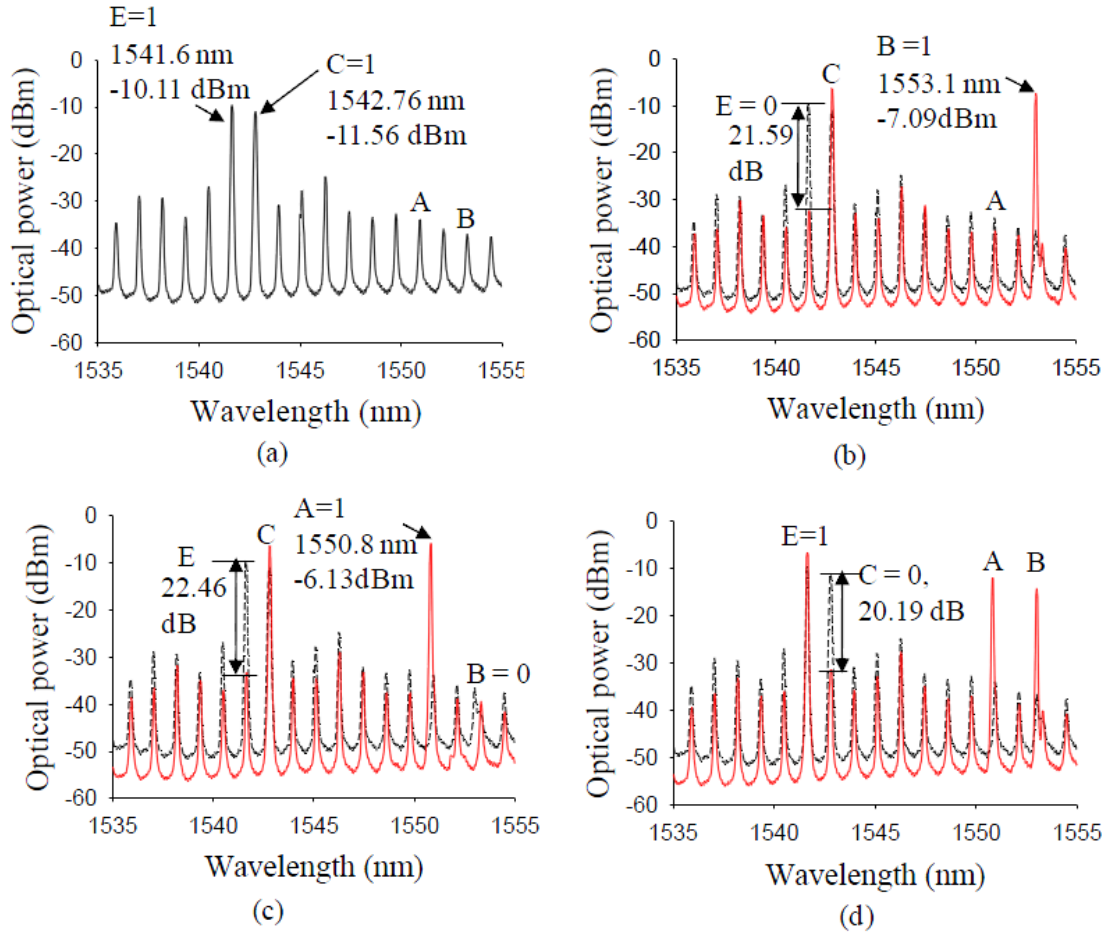 E=1
1541.6 nm
-10.11 dBm
C=1
1542.76 nm
-11.56 dBm
A
B
Optical power (dBm)
0
-10
-20
-30
-40
-50
-60
1535
1540
1545
1550
1555
Wavelength (nm)
(a)
B =1
1553.1 nm
-7.09dBm
C
E = 0
21.59
dB
A
Optical power (dBm)
0
-10
-20
-30
-40
-50
-60
1535
1540
1545
1550
1555
Wavelength (nm)
(b)
A=1
1550.8 nm
-6.13dBm
C
E
22.46
dB
B = 0
Optical power (dBm)
0
-10
-20
-30
-40
-50
-60
1535
1540
1545
1550
1555
Wavelength (nm)
(c)
E=1
C = 0,
20.19 dB
A
B
Optical power (dBm)
0
-10
-20
-30
-40
-50
-60
1535
1540
1545
1550
1555
Wavelength (nm)
(d)